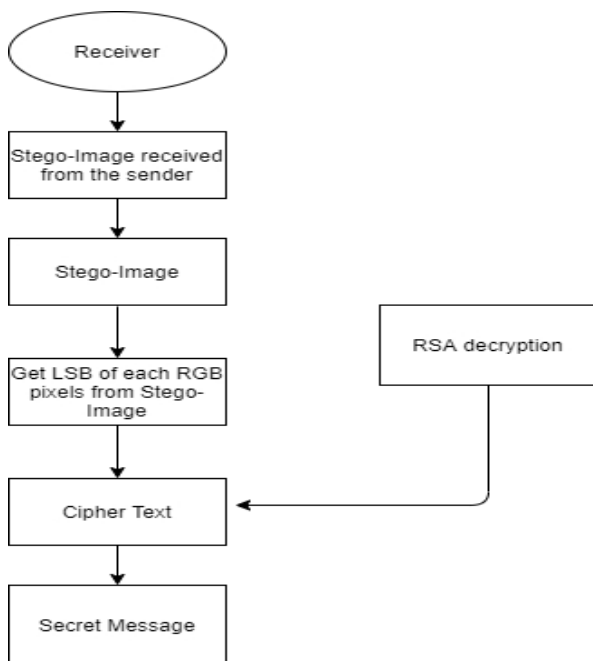 Receiver
Stego-Image received
from the sender
Stego-Image
RSA decryption
Get LSB of each RGB
pixels from Stego-
Image
Cipher Text
Secret Message